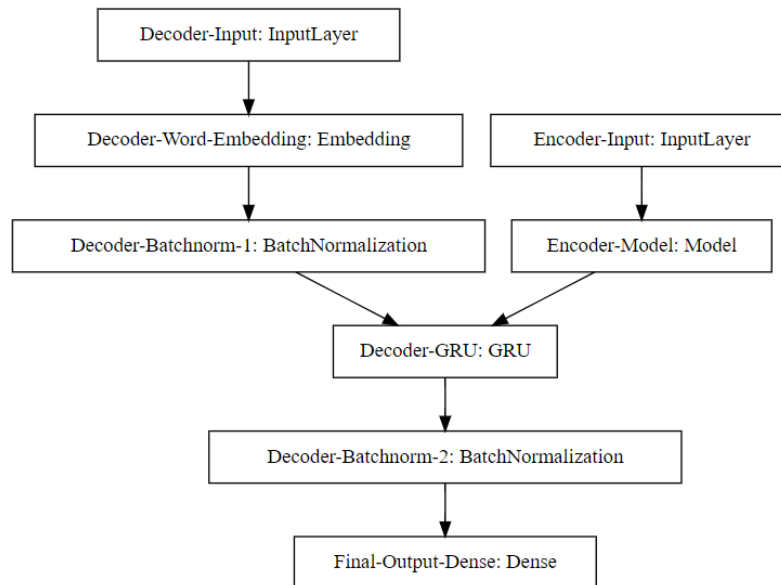 Decoder-Input: InputLayer
Decoder-Word-Embedding: Embedding
Encoder-Input: InputLayer
Decoder-Batchnorm-1: BatchNormalization
Encoder-Model: Model
Decoder-GRU: GRU
Decoder-Batchnorm-2: BatchNormalization
Final-Output-Dense: Dense